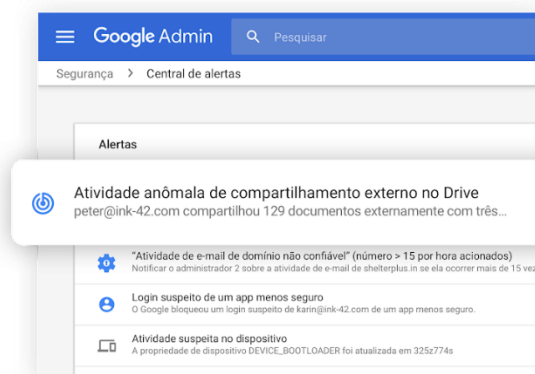 Google Admin
Pesquisar
Segurança > Central de alertas
Alertas
Atividade anômala de compartilhamento externo no Drive
peter@ink-42.com compartilhou 129 documentos externamente com três...
"Atividade de e-mail de domínio não confiável" (número > 15 por hora acionados)
Notificar o administrador 2 sobre a atividade de e-mail de shelterplus.in se ela ocorrer mais de 15 vez
Login suspeito de um app menos seguro
O Google bloqueou um login suspeito de karin@ink-42.com de um app menos seguro.
Atividade suspeita no dispositivo
A propriedade de dispositivo DEVICE_BOOTLOADER foi atualizada em 325z774s